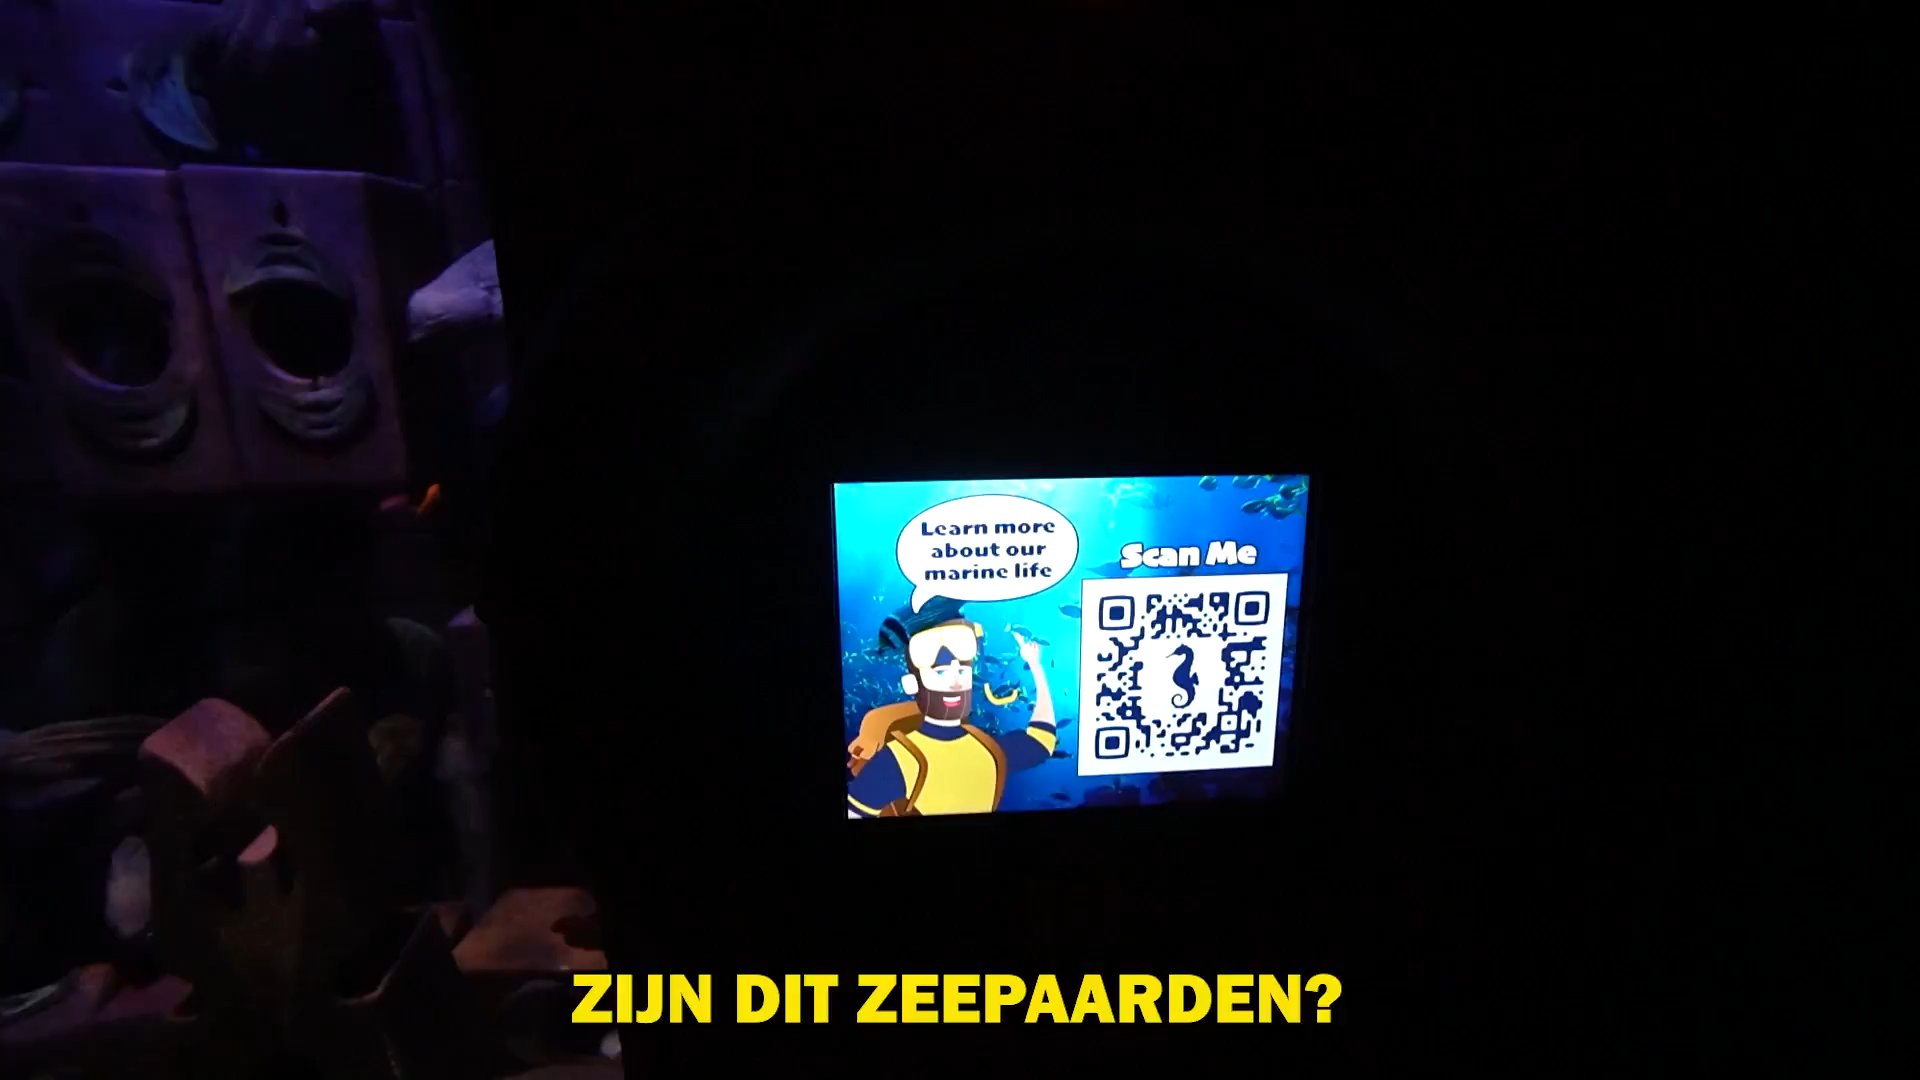 Learn more
about our
marine life
Scan Me
ZIJN DIT ZEEPAARDEN?